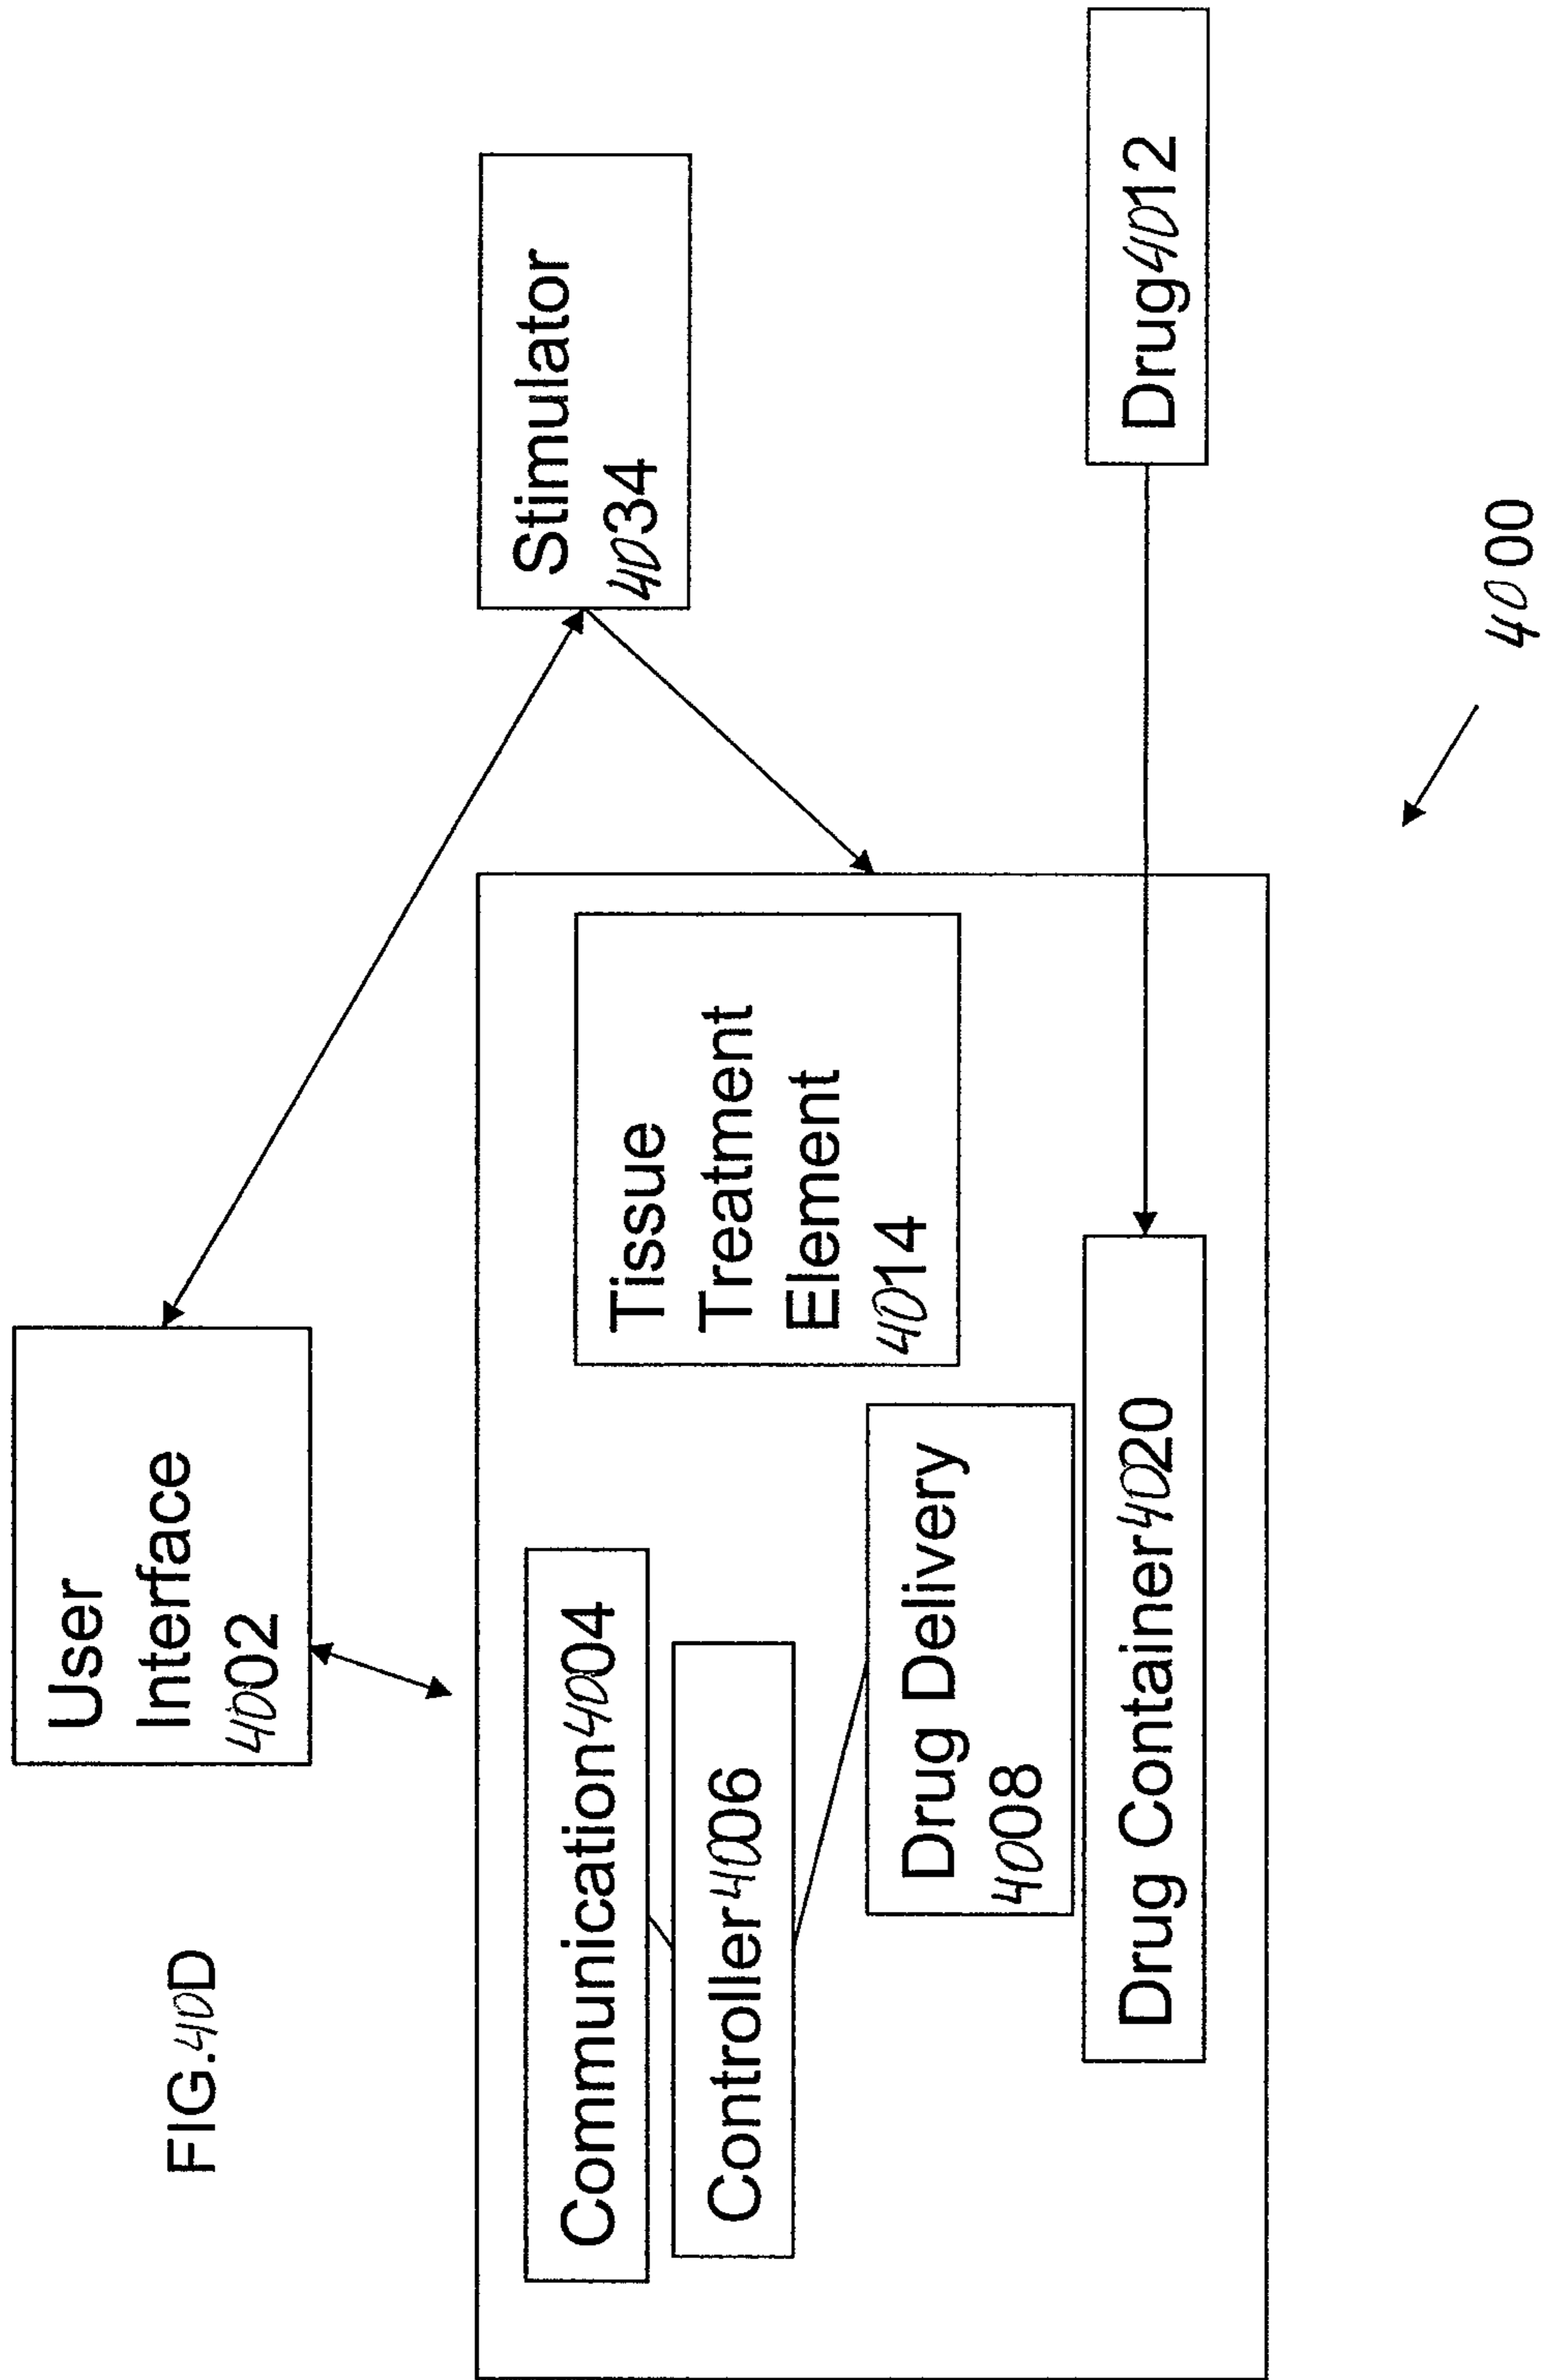 FIG.40D
User
Interface
4002
Stimulator
4034
Communication4004
Controller4006
Tissue
Treatment
Element
4014
Drug Delivery
4008
Drug Container4020
Drug4012
4000